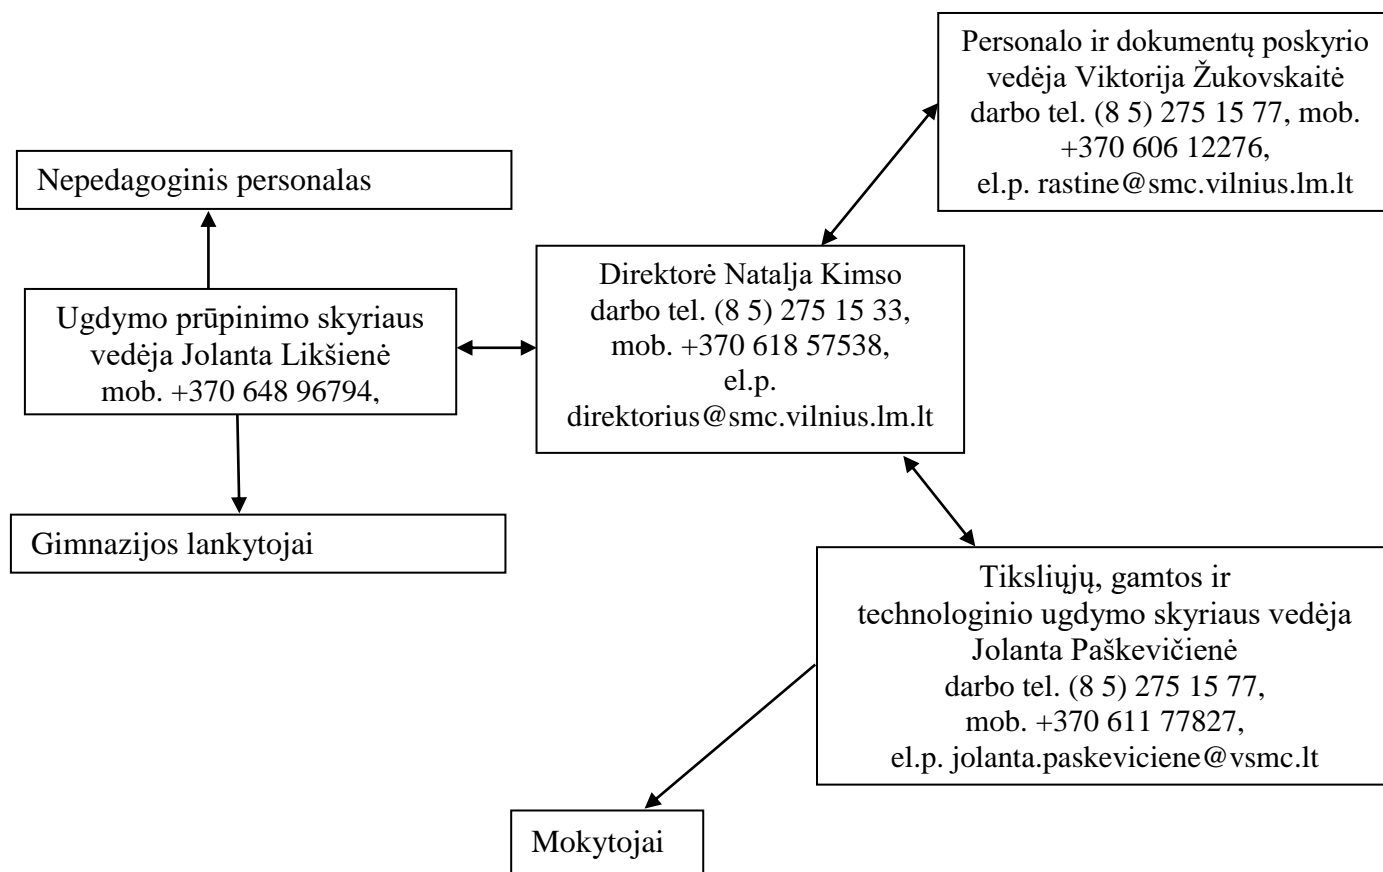 Personalo ir dokumentų poskyrio
vedėja Viktorija Žukovskaitė
darbo tel. (8 5) 275 15 77, mob.
+370 606 12276,
el.p. rastine@smc.vilnius.lm.lt
Nepedagoginis personalas
Direktorė Natalja Kimso
darbo tel. (8 5) 275 15 33,
mob. +370 618 57538,
el.p.
direktorius@smc.vilnius.lm.lt
Ugdymo prūpinimo skyriaus
vedėja Jolanta Likšienė
mob. +370 648 96794,
Gimnazijos lankytojai
Tiksliųjų, gamtos ir
technologinio ugdymo skyriaus vedėja
Jolanta Paškevičienė
darbo tel. (8 5) 275 15 77,
mob. +370 611 77827,
el.p. jolanta.paskeviciene@vsmc.lt
Mokytojai